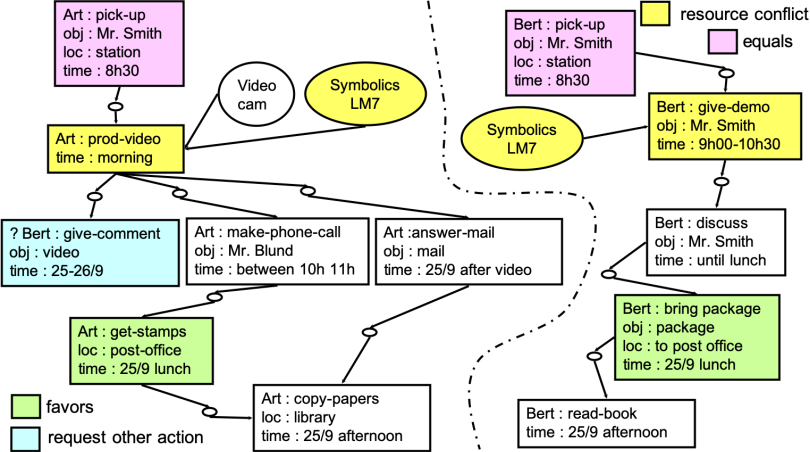 Art : pick-up
obj : Mr. Smith
loc : station
time : 8h30
Video
cam
Symbolics
LM7
Art : prod-video
time : morning
? Bert : give-comment
obj : video
time : 25-26/9
Art : make-phone-call
obj : Mr. Blund
time : between 10h 11h
Art :answer-mail
obj : mail
time : 25/9 after video
Art : get-stamps
loc : post-office
time : 25/9 lunch
Art : copy-papers
loc : library
time : 25/9 afternoon
favors
request other action
resource conflict
equals
Bert : pick-up
obj : Mr. Smith
loc : station
time : 8h30
Symbolics
LM7
Bert : give-demo
obj : Mr. Smith
time : 9h00-10h30
Bert : discuss
obj : Mr. Smith
time : until lunch
Bert : bring package
obj : package
loc : to post office
time : 25/9 lunch
Bert : read-book
time : 25/9 afternoon